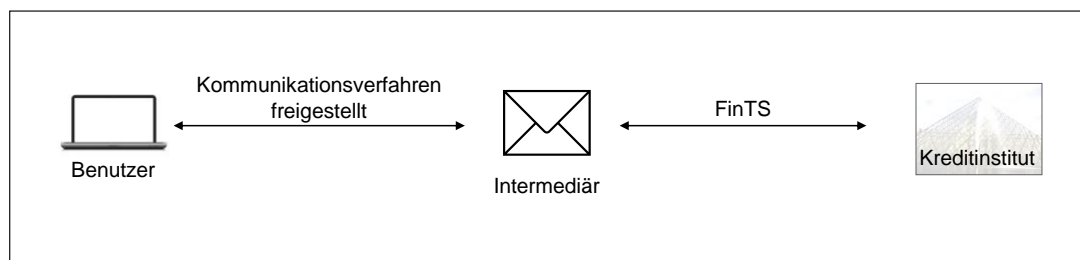 Kommunikationsverfahren
freigestellt
FinTS
Benutzer
Intermediär
Kreditinstitut